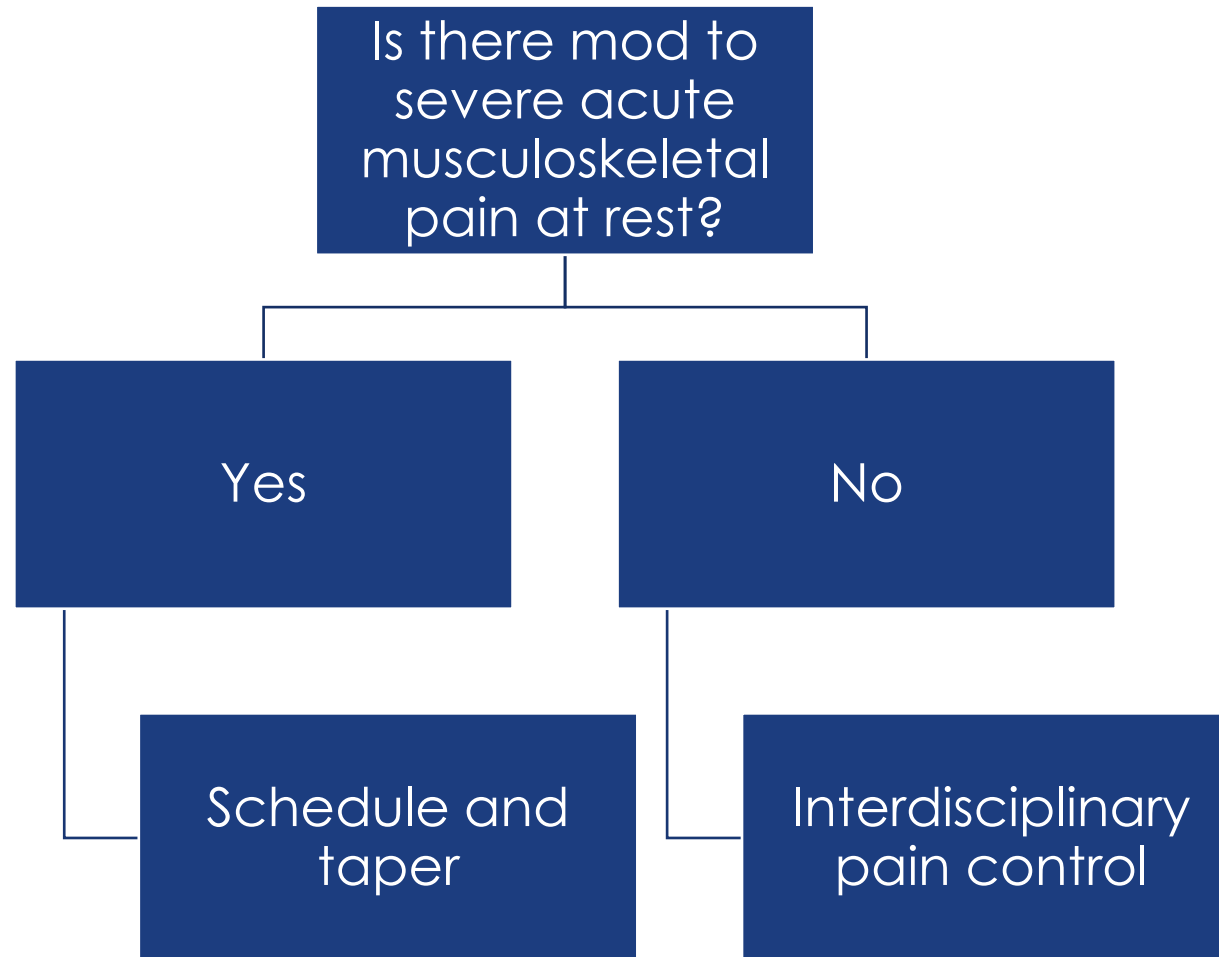 Is there mod to
severe acute
musculoskeletal
pain at rest?
Yes
No
Schedule and
taper
Interdisciplinary
pain control